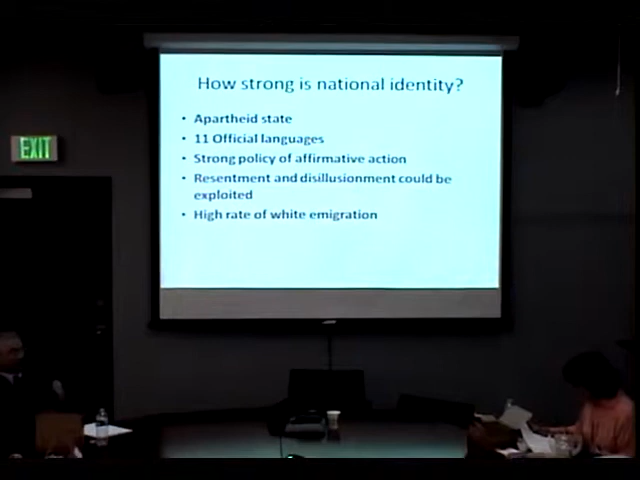 How strong is national identity?
• Apartheid state
• 11 Official languages
• Strong policy of affirmative action
• Resentment and disillusionment could be
exploited
• High rate of white emigration
EXIT